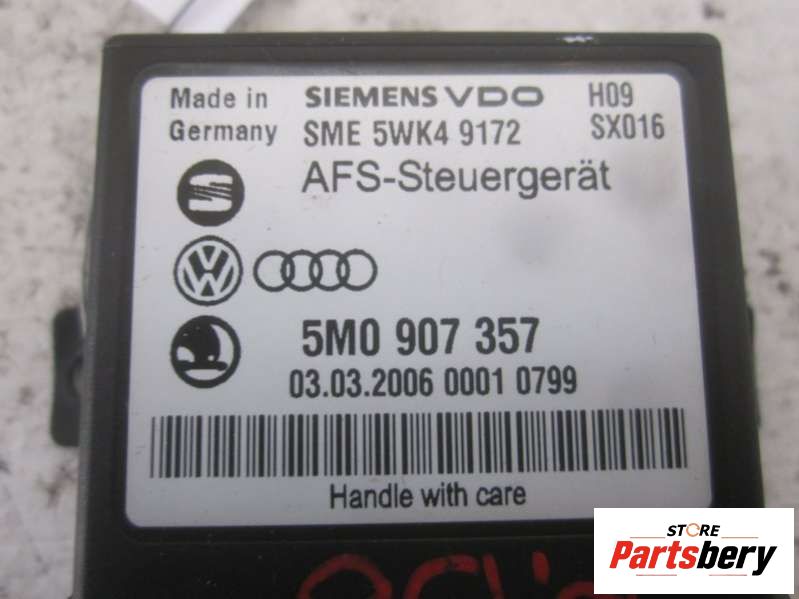 Made in
Germany
SIEMENS VDO
SME 5WK4 9172
H09
SX016
AFS-Steuergerät
5M0 907 357
03.03.2006 0001 0799
Handle with care
STORE
Partsbery